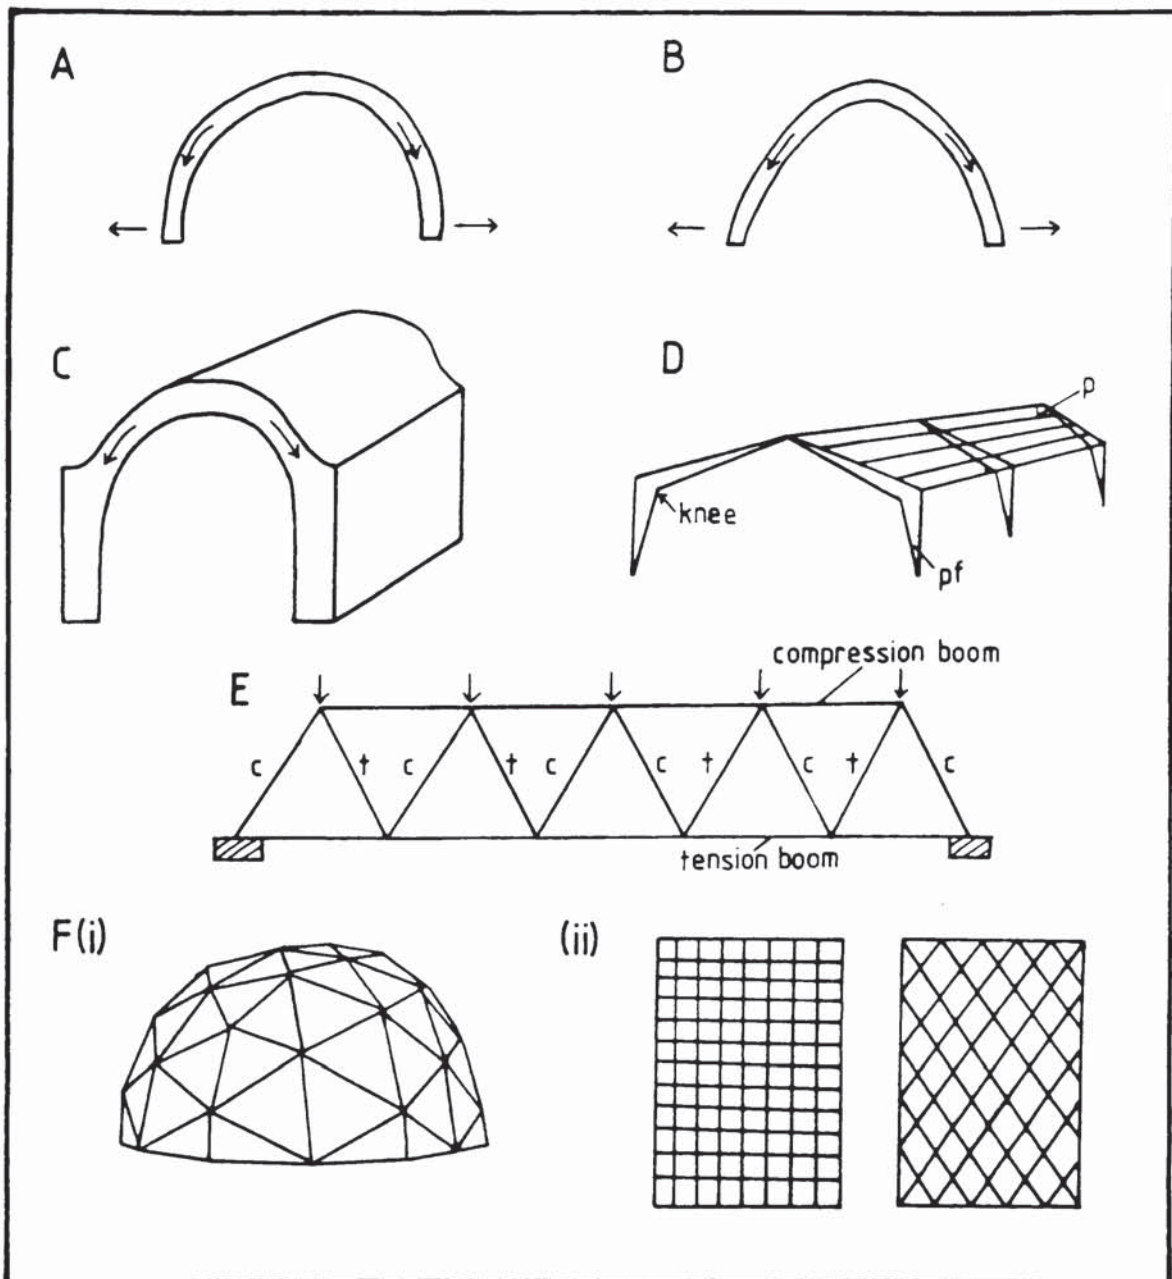 A
B
C
D
p
knee
pf
compression boom
E
c t c t c c t c t c
tension boom
F(i)
(ii)